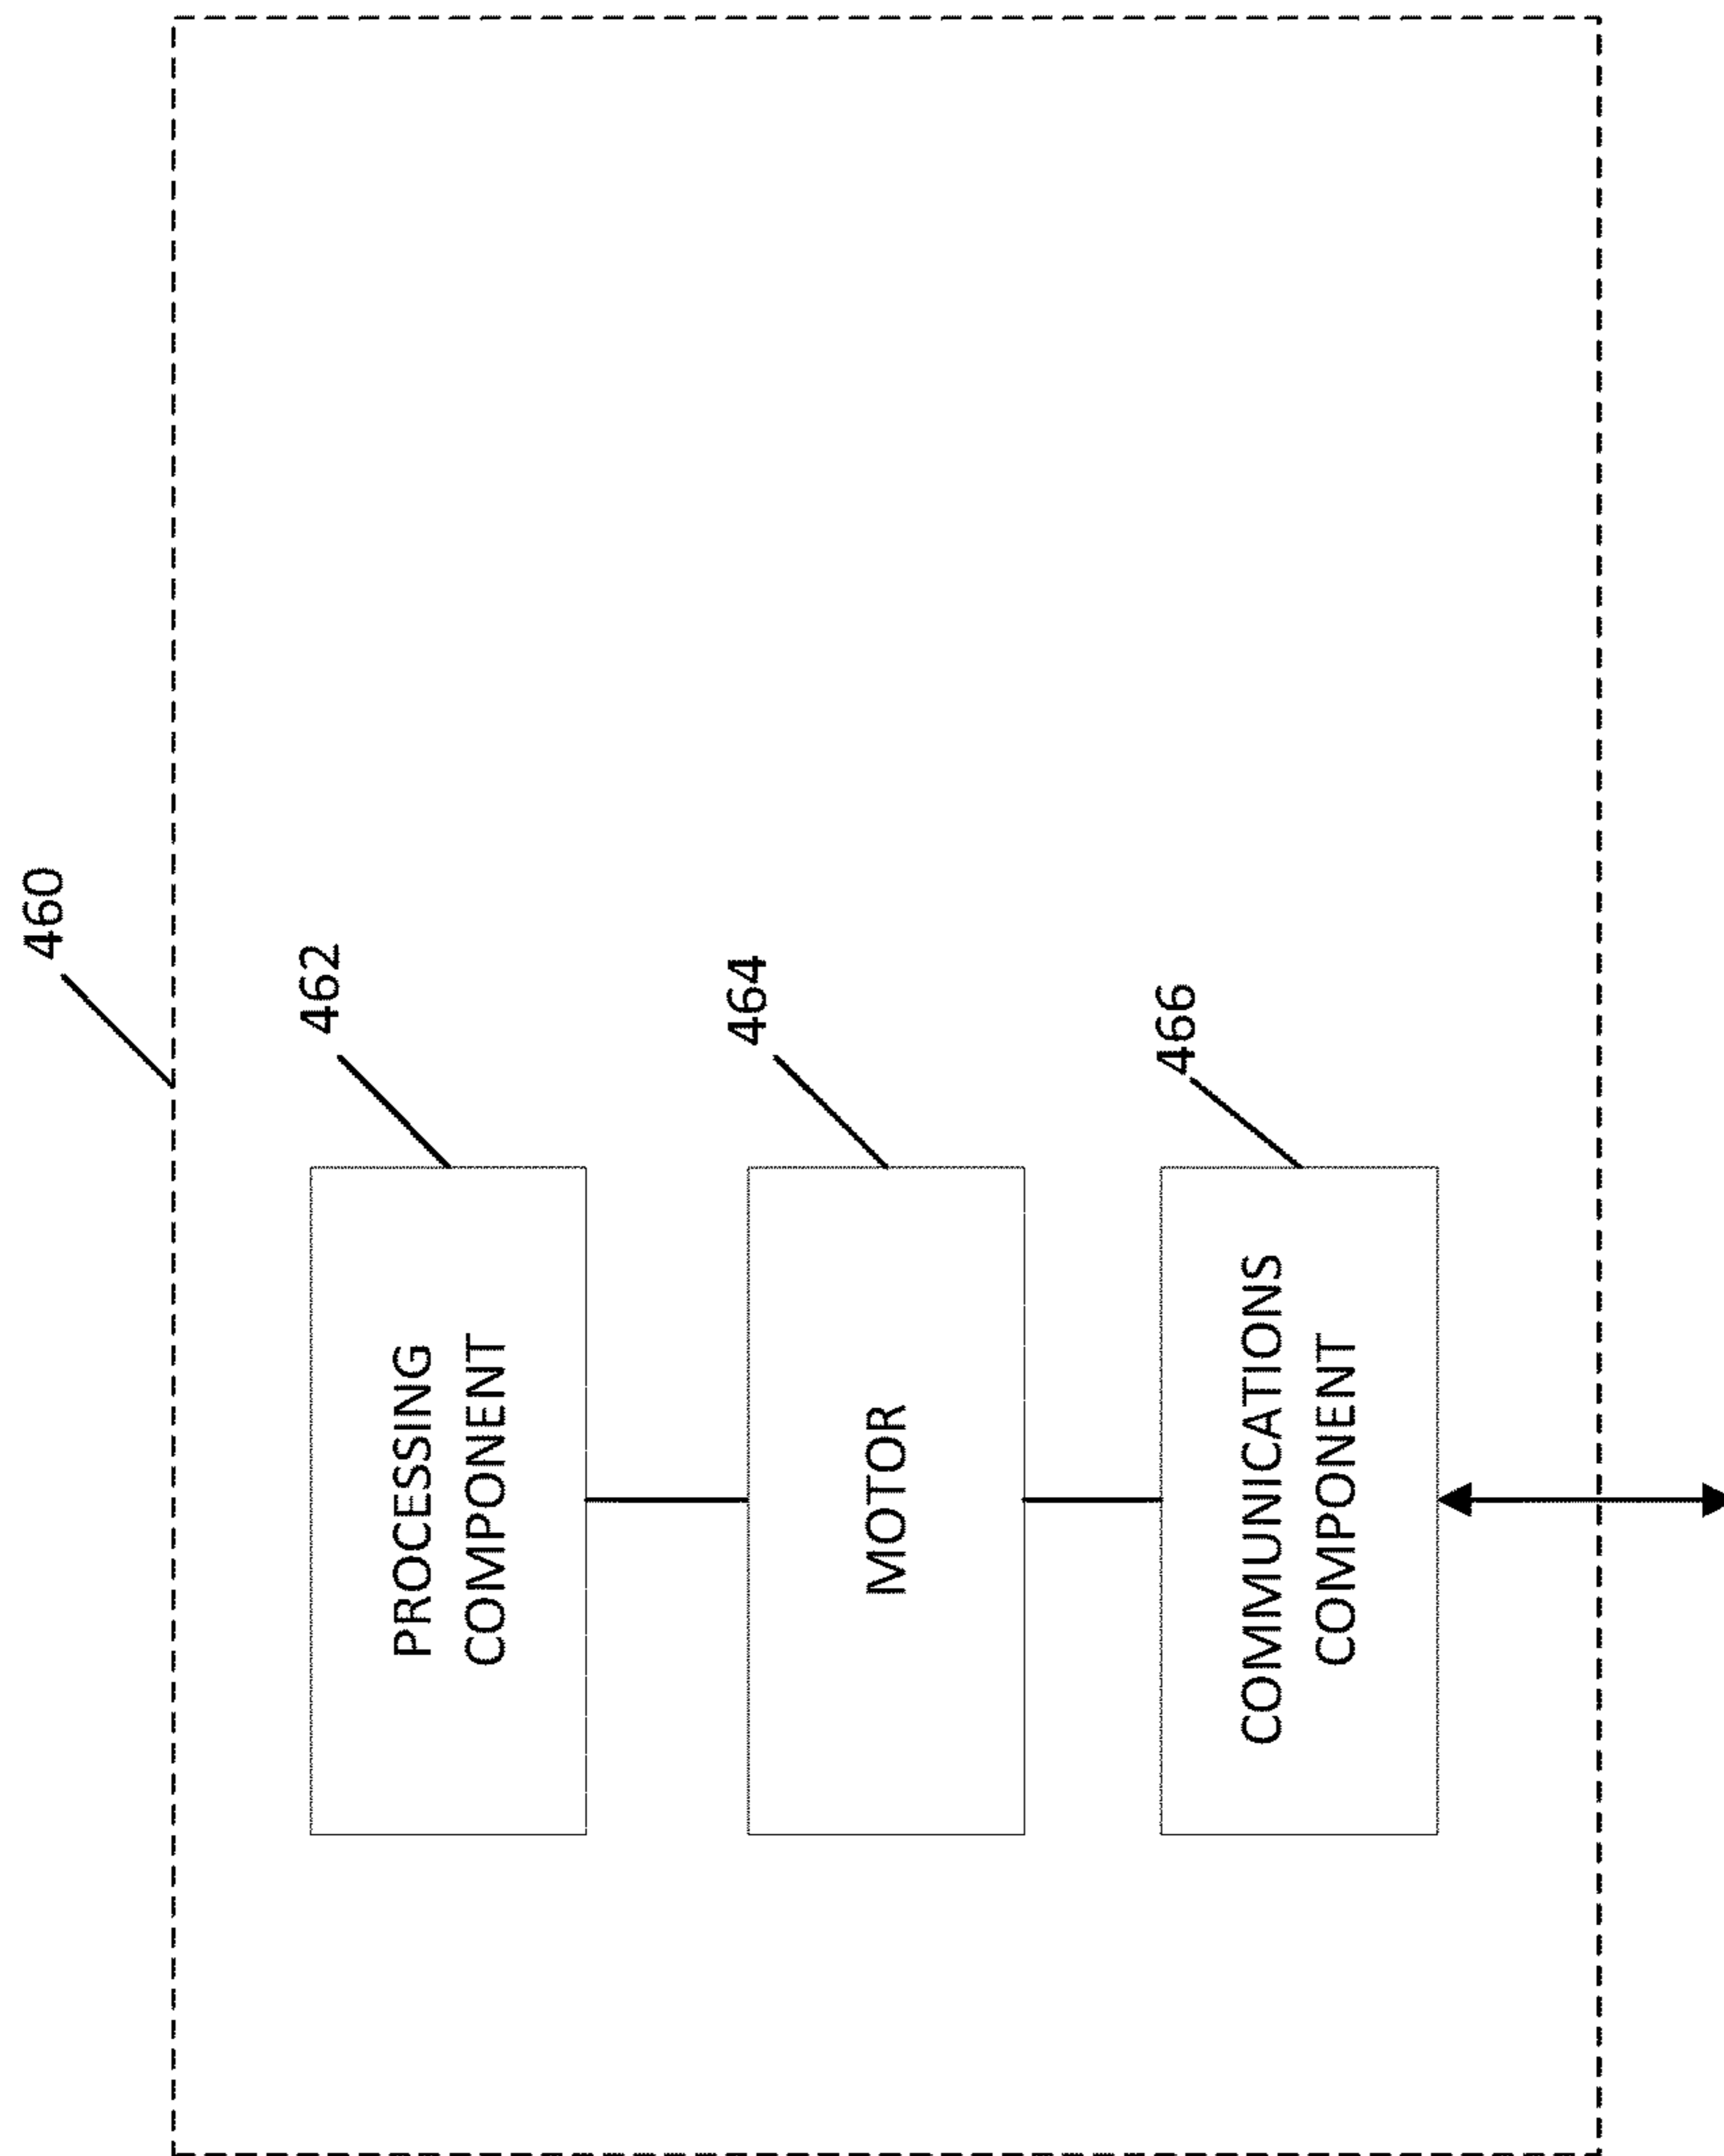 460
462
PROCESSING
COMPONENT
464
MOTOR
466
COMMUNICATIONS
COMPONENT